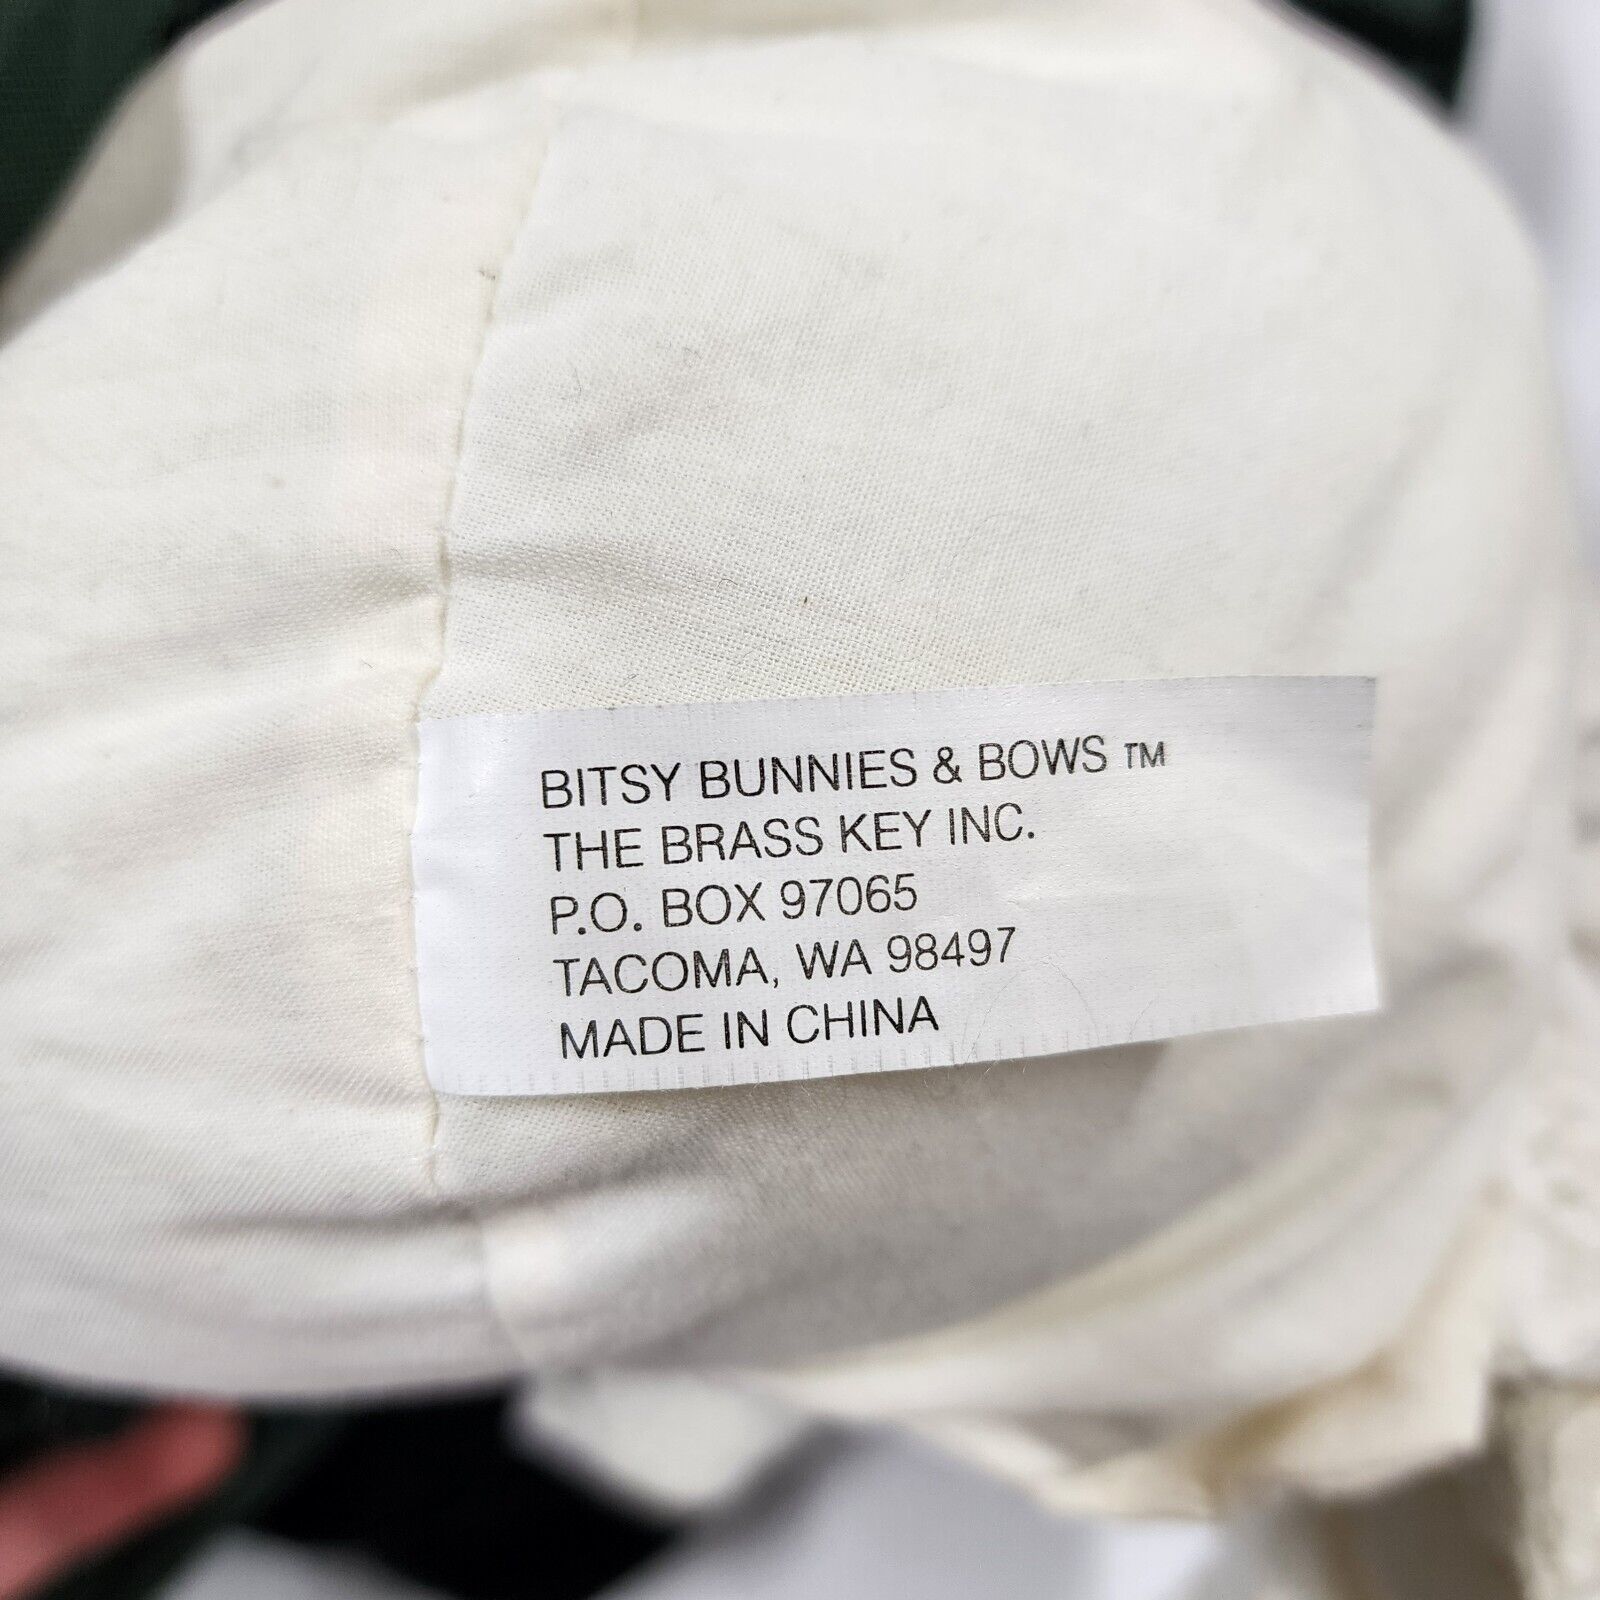 BITSY BUNNIES & BOWS TM
THE BRASS KEY INC.
P.O. BOX 97065
TACOMA, WA 98497
MADE IN CHINA